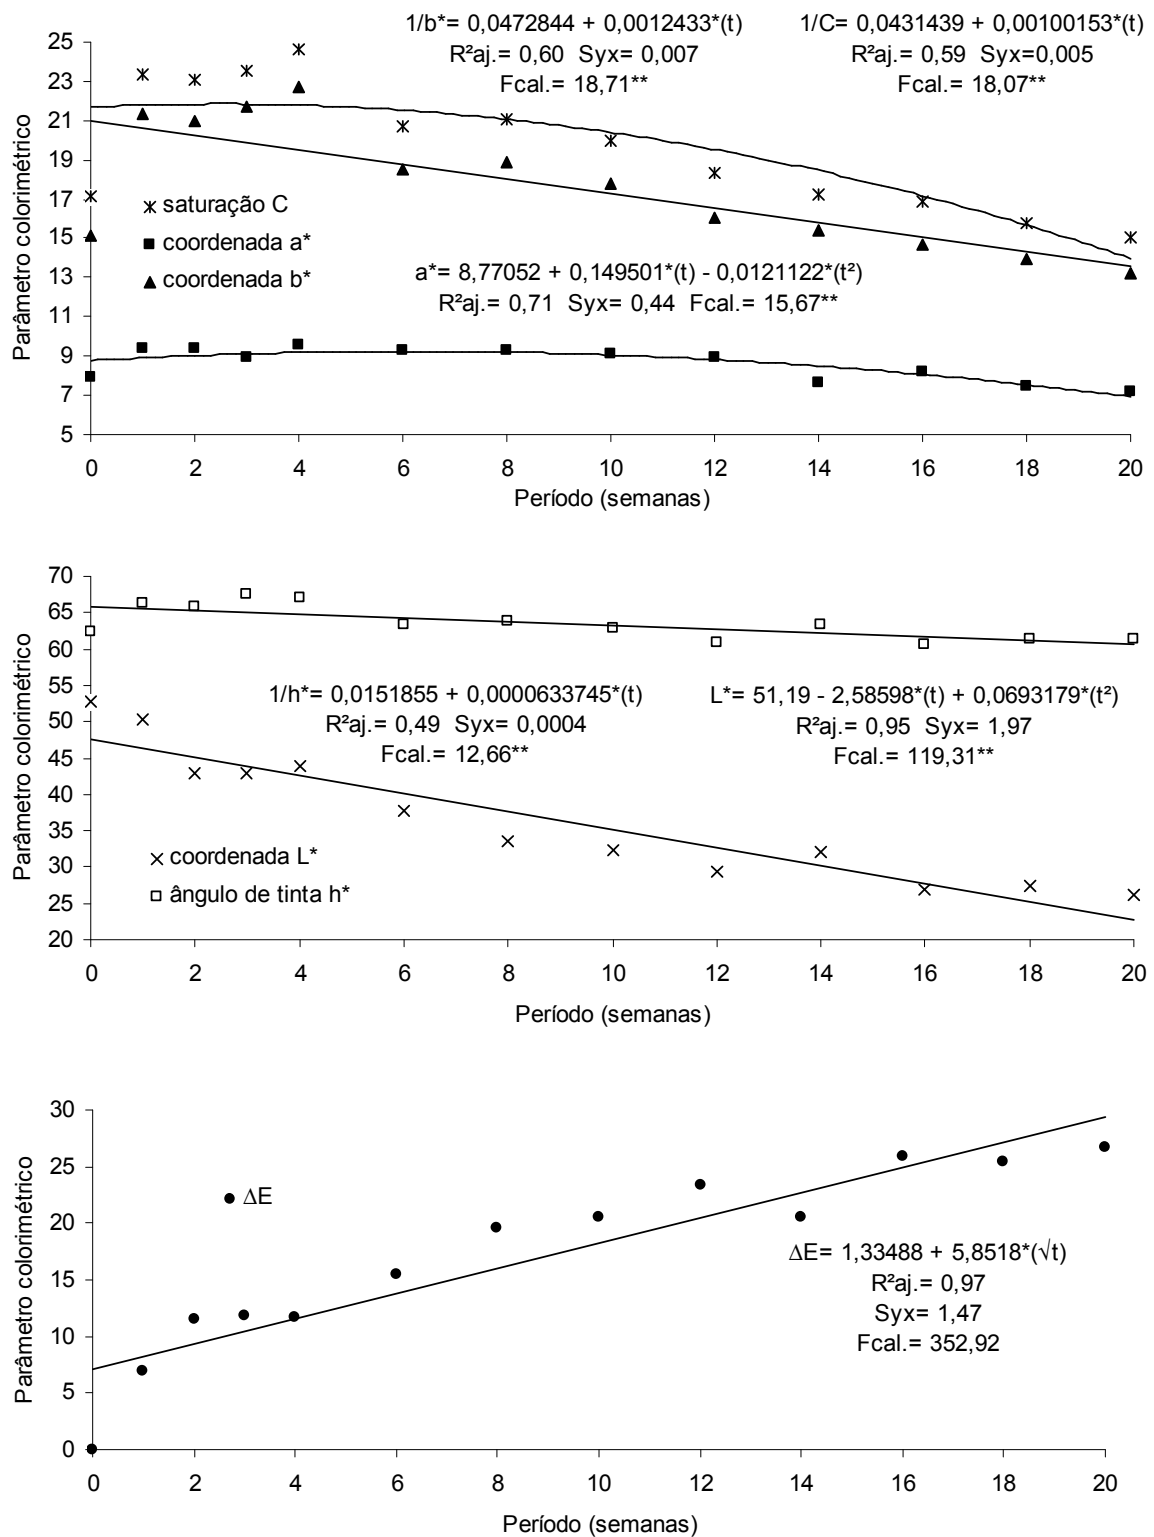 1/b*= 0,0472844 + 0,0012433*(t)
R²aj.= 0,60 Syx= 0,007
Fcal.= 18,71**
1/C= 0,0431439 + 0,00100153*(t)
R²aj.= 0,59 Syx=0,005
Fcal.= 18,07**
Parâmetro colorimétrico
25
23
21
19
17
15
13
11
9
7
5
saturação C
coordenada a*
coordenada b*
a*= 8,77052 + 0,149501*(t) - 0,0121122*(t²)
R²aj.= 0,71 Syx= 0,44 Fcal.= 15,67**
0 2 4 6 8 10 12 14 16 18 20
Período (semanas)
Parâmetro colorimétrico
70
65
60
55
50
45
40
35
30
25
20
1/h*= 0,0151855 + 0,0000633745*(t)
R²aj.= 0,49 Syx= 0,0004
Fcal.= 12,66**
L*= 51,19 - 2,58598*(t) + 0,0693179*(t²)
R²aj.= 0,95 Syx= 1,97
Fcal.= 119,31**
coordenada L*
ângulo de tinta h*
0 2 4 6 8 10 12 14 16 18 20
Período (semanas)
Parâmetro colorimétrico
30
25
20
15
10
5
0
∆E
∆E= 1,33488 + 5,8518*(√t)
R²aj.= 0,97
Syx= 1,47
Fcal.= 352,92
0 2 4 6 8 10 12 14 16 18 20
Período (semanas)